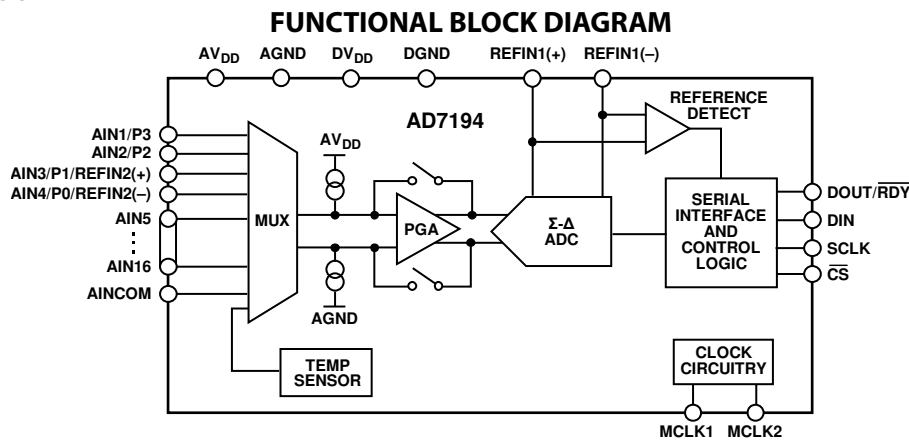 FUNCTIONAL BLOCK DIAGRAM
AVDD AGND DVDD DGND REFIN1(+) REFIN1(–)
REFERENCE
DETECT
AD7194
AIN1/P3
AIN2/P2
AIN3/P1/REFIN2(+)
AIN4/P0/REFIN2(–)
AIN5
AIN16
AINCOM
AVDD
MUX
PGA
AGND
Σ-Δ
ADC
SERIAL
INTERFACE
AND
CONTROL
LOGIC
DOUT/RDY
DIN
SCLK
CS
TEMP
SENSOR
CLOCK
CIRCUITRY
MCLK1 MCLK2